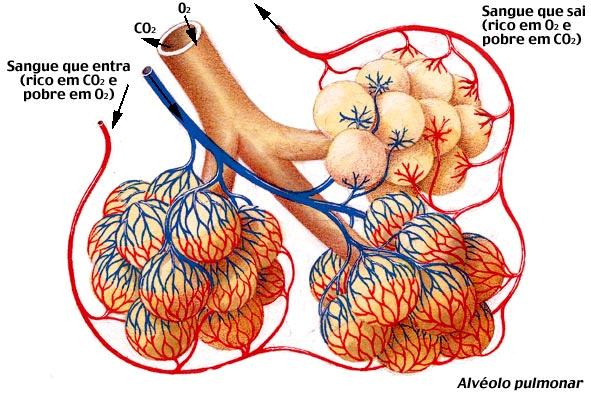 O₂
CO₂
Sangue que entra
(rico em CO₂ e
pobre em O₂)
Sangue que sai
(rico em O₂ e
pobre em CO₂)
Alvéolo pulmonar